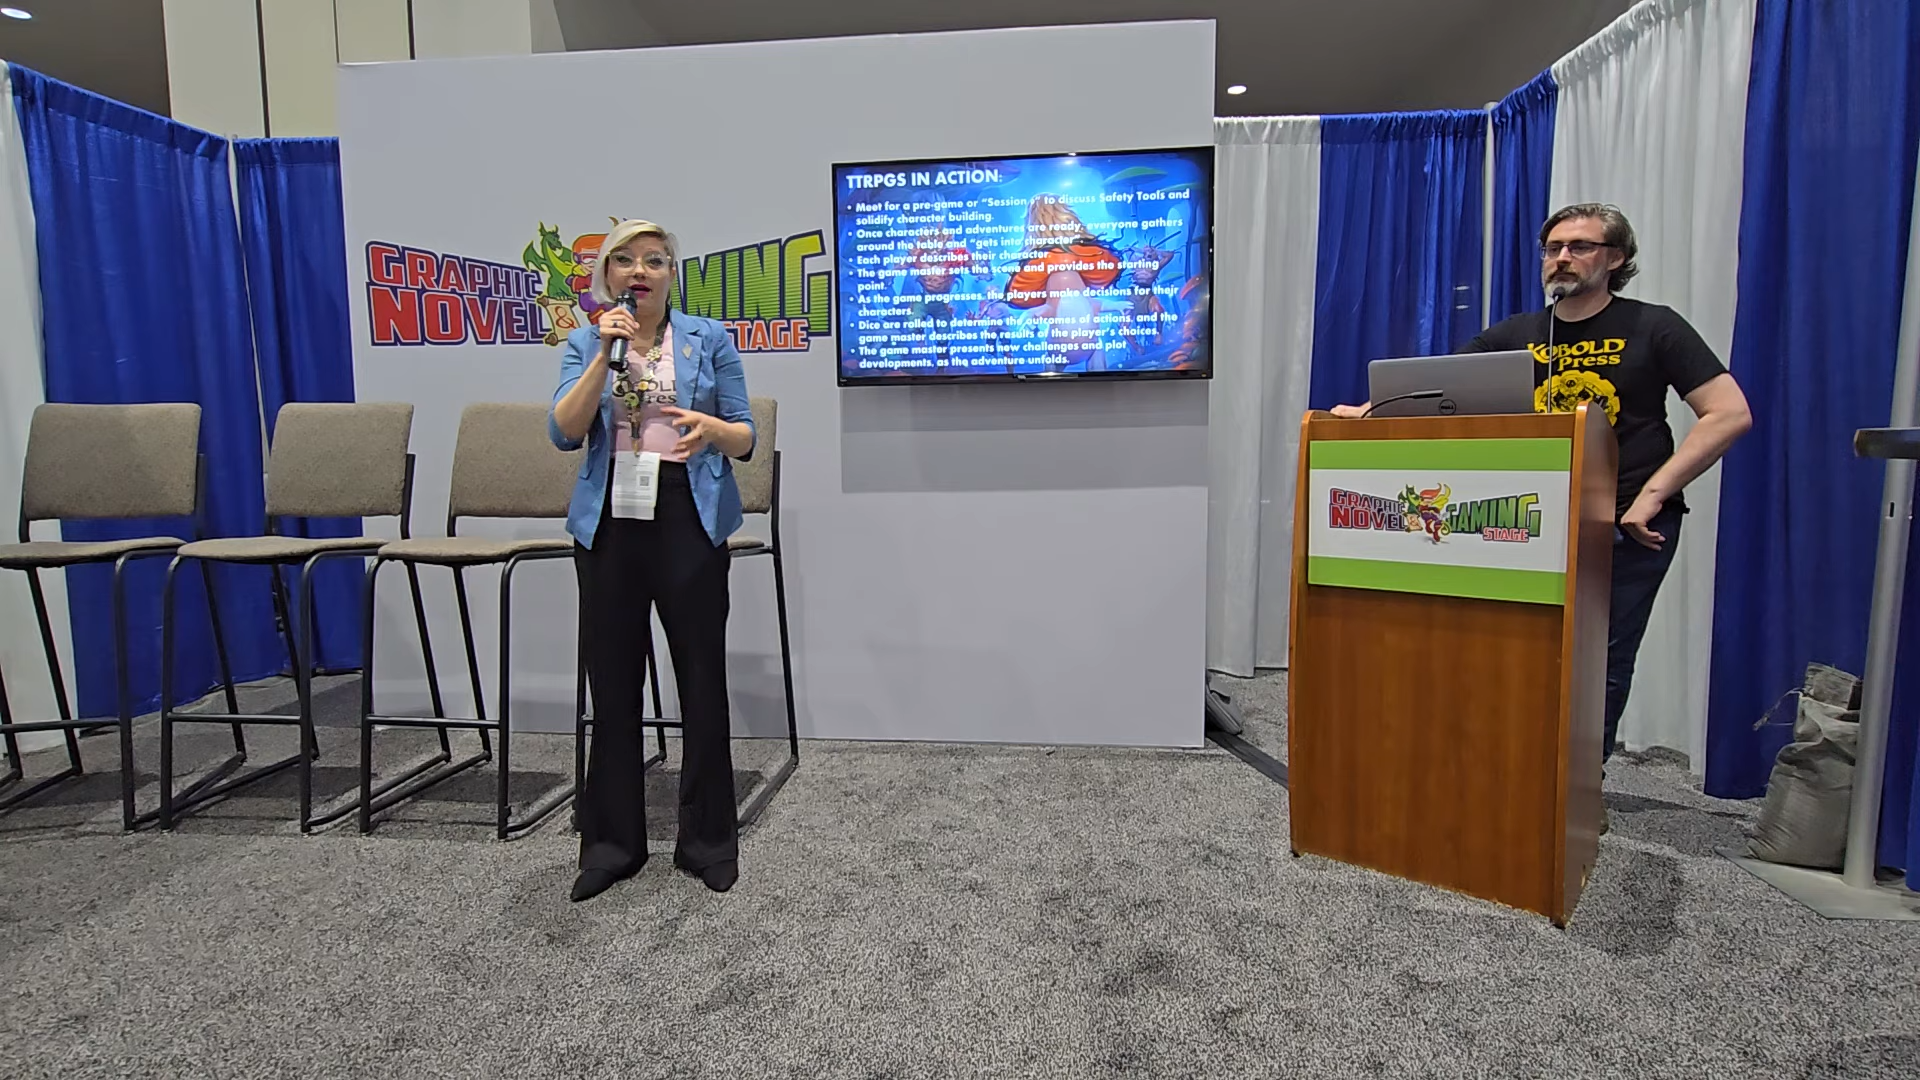 TTRPGS IN ACTION:
• Meet for a pre-game or “Session to discuss Safety Tools and
solidify character building.
• Once characters and adventures are ready, everyone gathers
around the table and “gets into character”
• Each player describes their character.
• The game master sets the scene and provides the starting
point.
• As the game progresses, the players make decisions for their
characters.
• Dice are rolled to determine the outcomes of actions, and the
game master describes the results of the player's choices.
• The game master presents new challenges and plot
developments, as the adventure unfolds.
GRAPHIC
NOVEL &
AMING
STAGE
KOBOLD
Press
OLD
res
DELL
GRAPHIC
NOVEL &
GAMING
STAGE